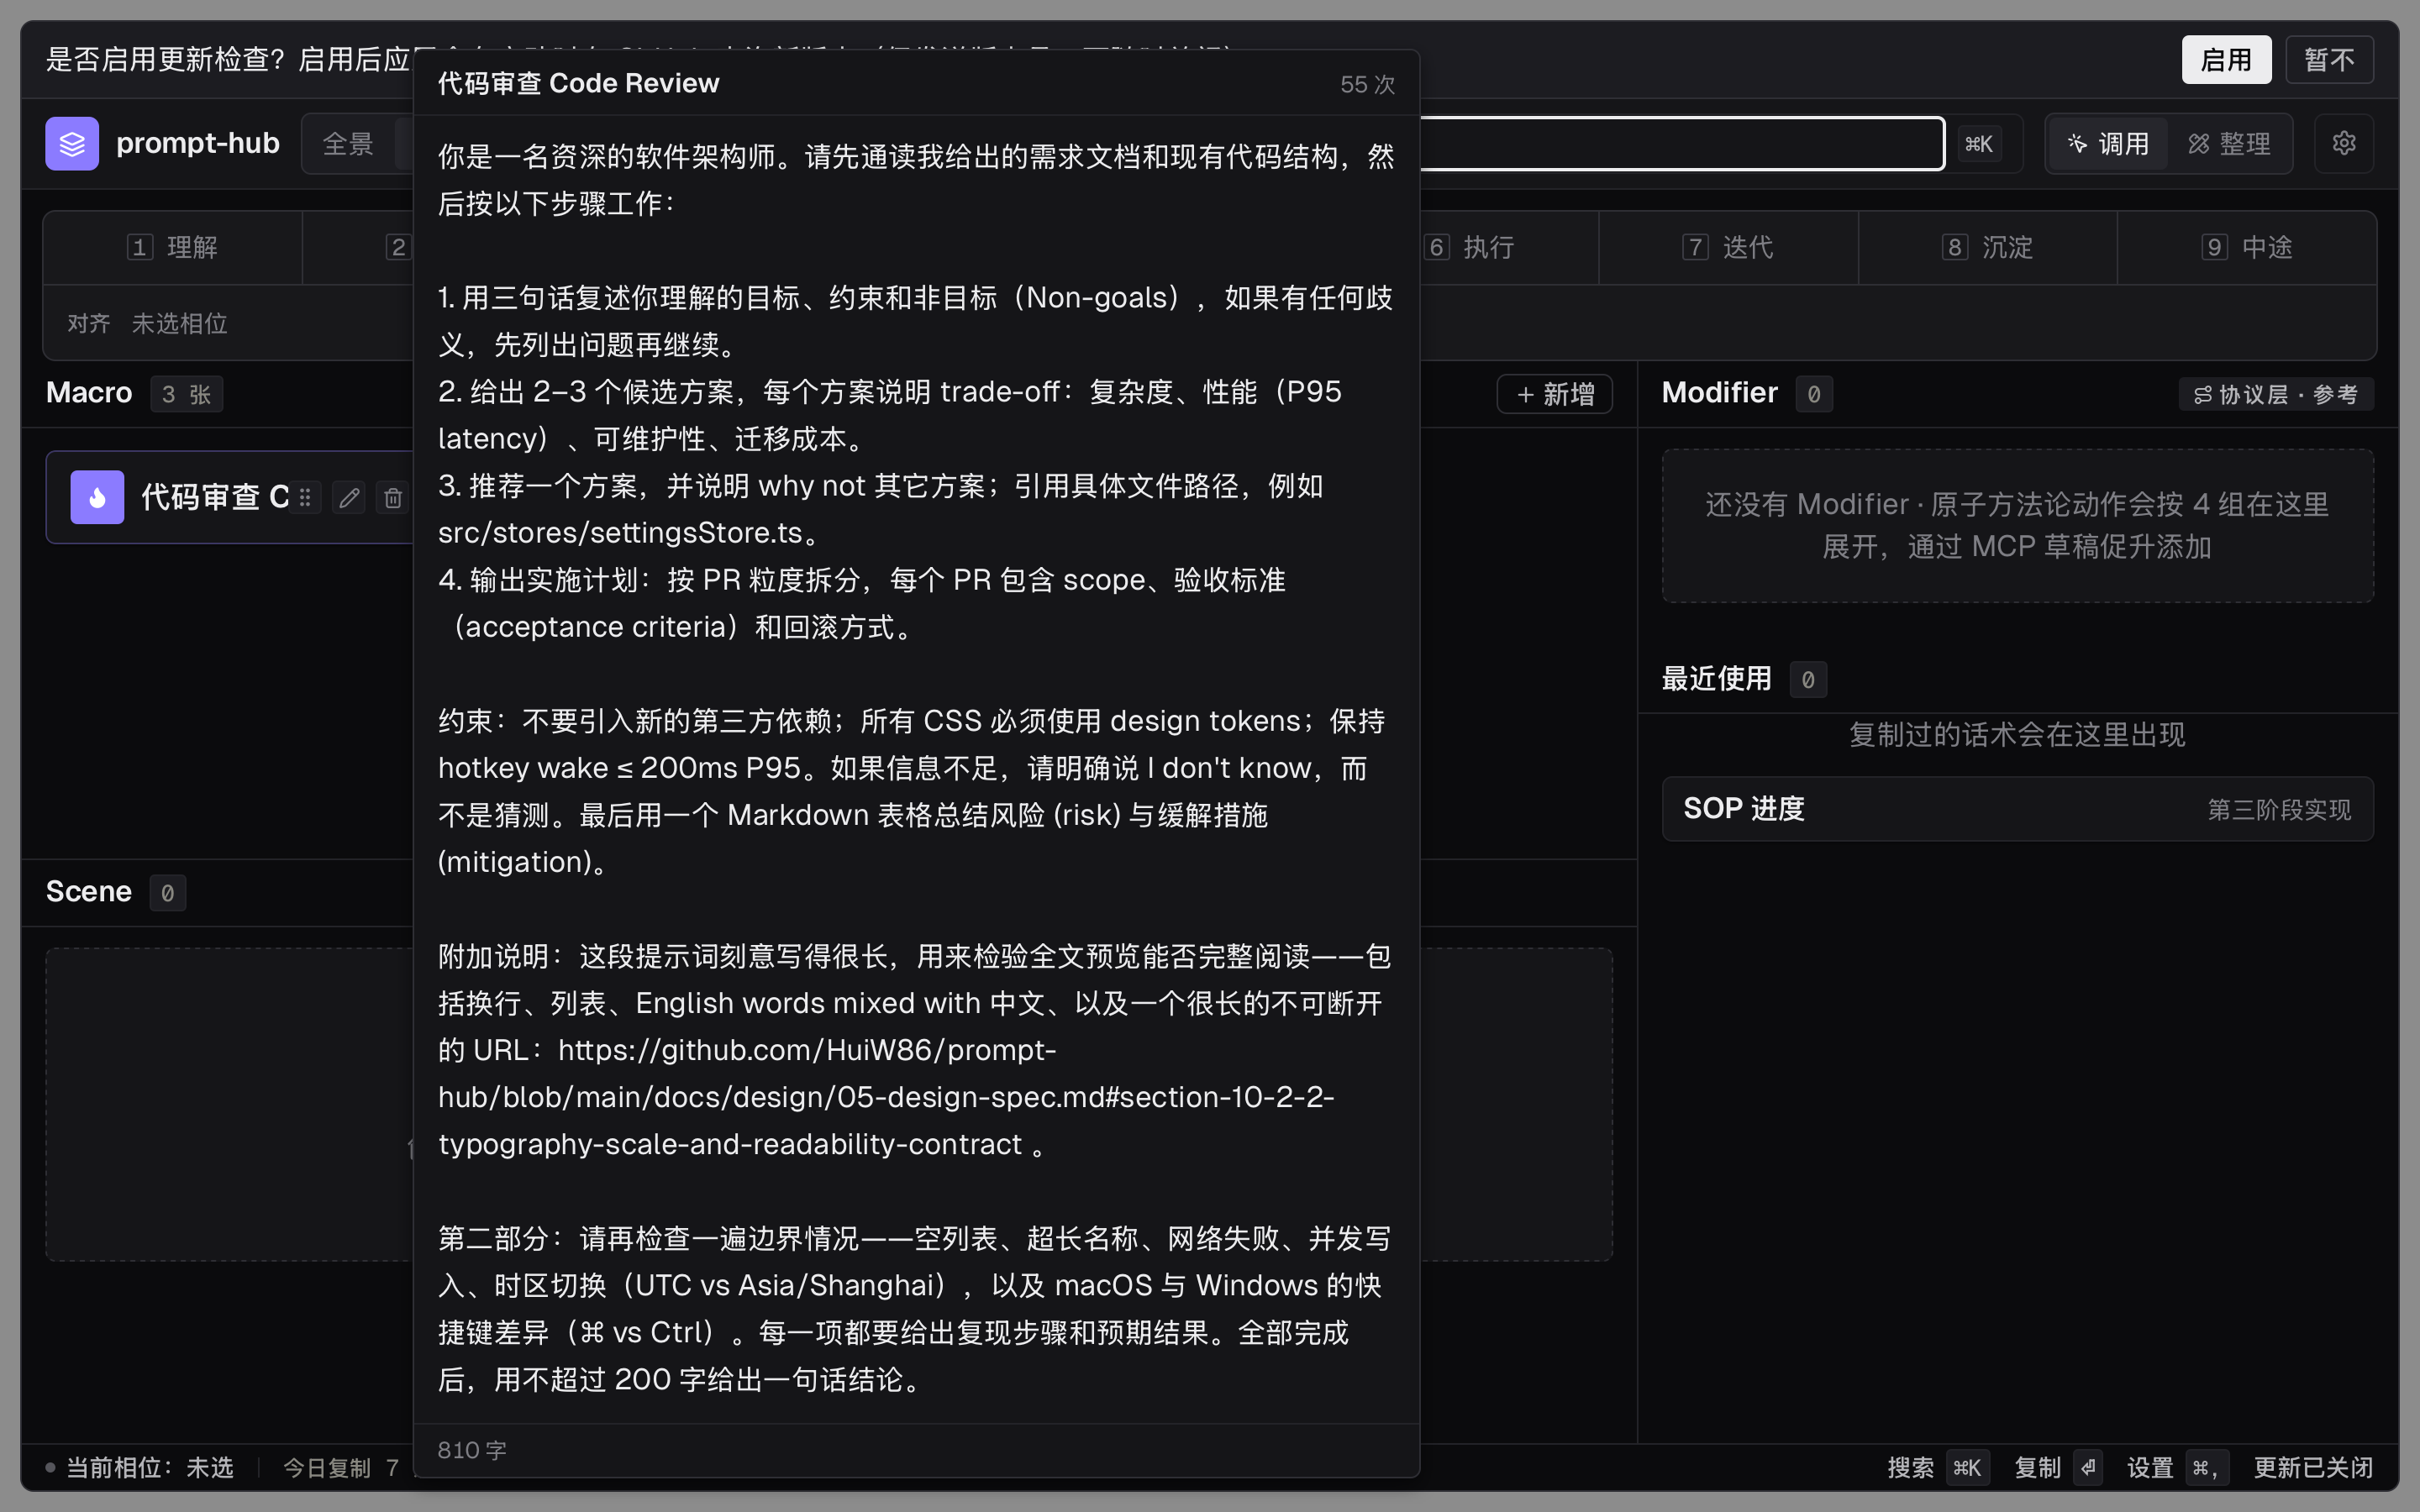 是否启用更新检查？启用后应
启用
暂不
prompt-hub
全景
⌘K
调用
整理
1 理解
2
6 执行
7 迭代
8 沉淀
9 中途
对齐 未选相位
Macro 3 张
代码审查 C
Scene 0
代码审查 Code Review
55 次
你是一名资深的软件架构师。请先通读我给出的需求文档和现有代码结构，然
后按以下步骤工作：
1. 用三句话复述你理解的目标、约束和非目标（Non-goals），如果有任何歧
义，先列出问题再继续。
2. 给出 2–3 个候选方案，每个方案说明 trade-off：复杂度、性能（P95
latency）、可维护性、迁移成本。
3. 推荐一个方案，并说明 why not 其它方案；引用具体文件路径，例如
src/stores/settingsStore.ts。
4. 输出实施计划：按 PR 粒度拆分，每个 PR 包含 scope、验收标准
（acceptance criteria）和回滚方式。
约束：不要引入新的第三方依赖；所有 CSS 必须使用 design tokens；保持
hotkey wake ≤ 200ms P95。如果信息不足，请明确说 I don't know，而
不是猜测。最后用一个 Markdown 表格总结风险 (risk) 与缓解措施
(mitigation)。
附加说明：这段提示词刻意写得很长，用来检验全文预览能否完整阅读——包
括换行、列表、English words mixed with 中文、以及一个很长的不可断开
的 URL：https://github.com/HuiW86/prompt-
hub/blob/main/docs/design/05-design-spec.md#section-10-2-2-
typography-scale-and-readability-contract 。
第二部分：请再检查一遍边界情况——空列表、超长名称、网络失败、并发写
入、时区切换（UTC vs Asia/Shanghai），以及 macOS 与 Windows 的快
捷键差异（⌘ vs Ctrl）。每一项都要给出复现步骤和预期结果。全部完成
后，用不超过 200 字给出一句话结论。
810 字
+ 新增
Modifier 0
协议层 · 参考
还没有 Modifier · 原子方法论动作会按 4 组在这里
展开，通过 MCP 草稿促升添加
最近使用 0
复制过的话术会在这里出现
SOP 进度
第三阶段实现
当前相位：未选
今日复制 7
搜索 ⌘K
复制 ⏎
设置 ⌘,
更新已关闭